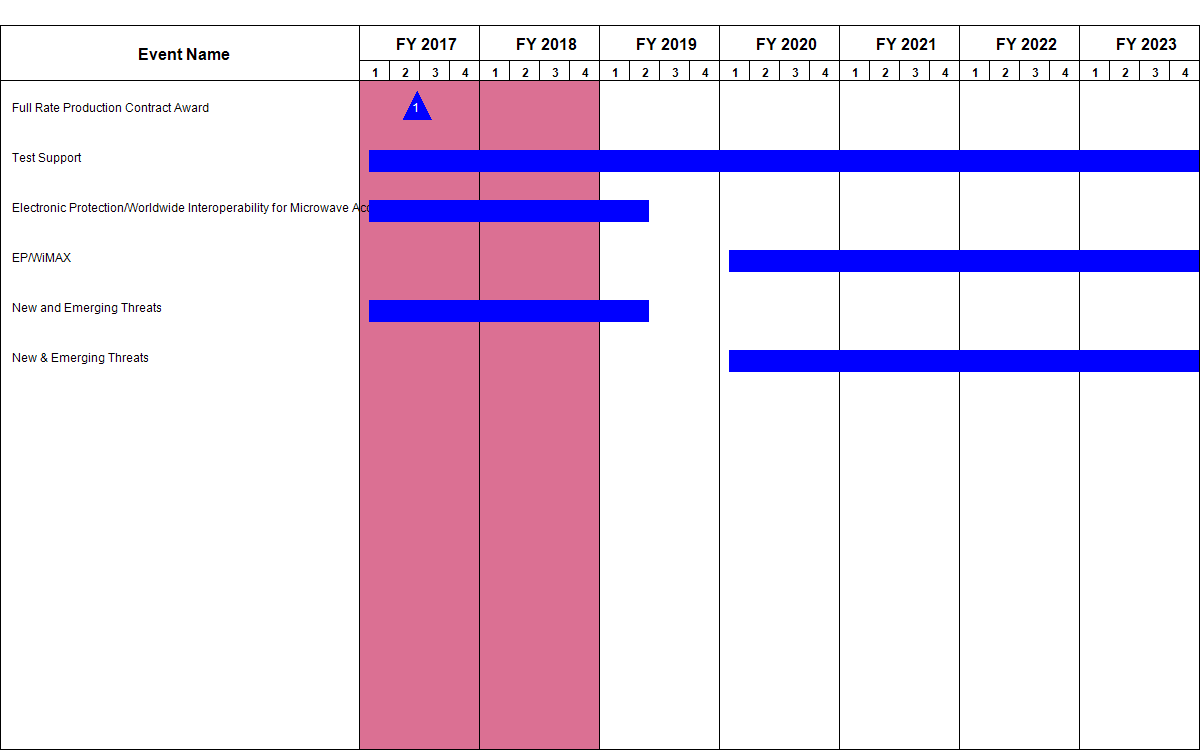 Event Name FY 2017 FY 2018 FY 2019 FY 2020 FY 2021 FY 2022 FY 2023
1 2 3 4 1 2 3 4 1 2 3 4 1 2 3 4 1 2 3 4 1 2 3 4 1 2 3 4
Full Rate Production Contract Award 1
Test Support
Electronic Protection/Worldwide Interoperability for Microwave
EP/WiMAX
New and Emerging Threats
New & Emerging Threats